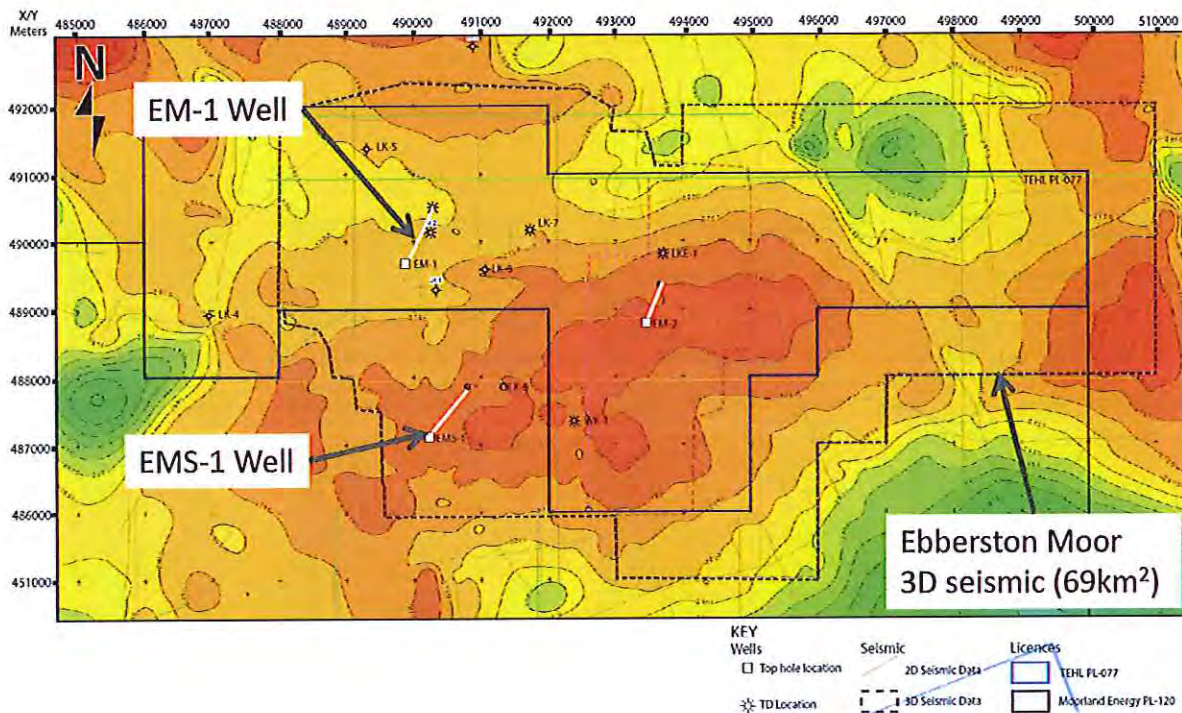 X/Y
Meters
485000 486000 487000 488000 489000 490000 491000 492000 493000 494000 495000 496000 497000 498000 499000 500000 510000
N
492000
491000
490000
489000
488000
487000
486000
451000
EM-1 Well
LK-5
TEHL PL-077
LK-7
LKE-1
EM-1
LK-4
EM-2
EMS-1
EMS-1 Well
Ebberston Moor
3D seismic (69km²)
KEY
Wells Seismic Licences
Top hole location 2D Seismic Data TEHL PL-077
TD Location 3D Seismic Data Moorland Energy PL-120